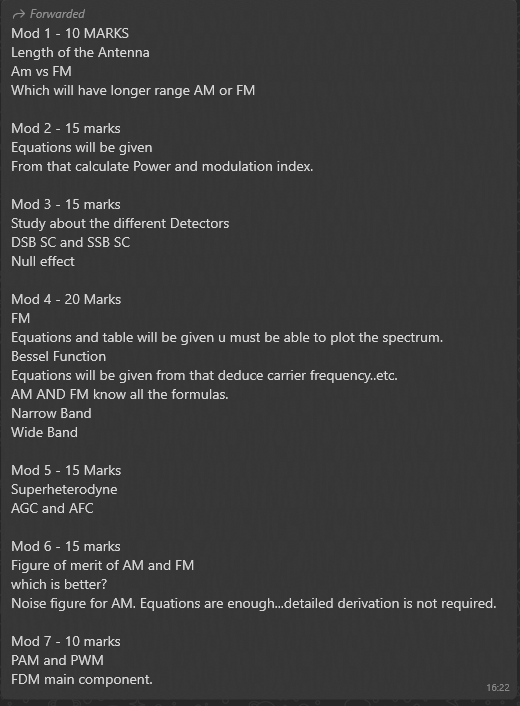 Forwarded
Mod 1 - 10 MARKS
Length of the Antenna
Am vs FM
Which will have longer range AM or FM
Mod 2 - 15 marks
Equations will be given
From that calculate Power and modulation index.
Mod 3 - 15 marks
Study about the different Detectors
DSB SC and SSB SC
Null effect
Mod 4 - 20 Marks
FM
Equations and table will be given u must be able to plot the spectrum.
Bessel Function
Equations will be given from that deduce carrier frequency..etc.
AM AND FM know all the formulas.
Narrow Band
Wide Band
Mod 5 - 15 Marks
Superheterodyne
AGC and AFC
Mod 6 - 15 marks
Figure of merit of AM and FM
which is better?
Noise figure for AM. Equations are enough...detailed derivation is not required.
Mod 7 - 10 marks
PAM and PWM
FDM main component.
16:22